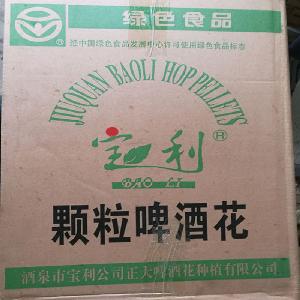 绿色食品
经中国绿色食品发展中心许可使用绿色食品标志
JIUQUAN BAOLI HOP PELLETS
宝利®
BAO LI
颗粒啤酒花
酒泉市宝利公司正大啤酒花种植有限公司